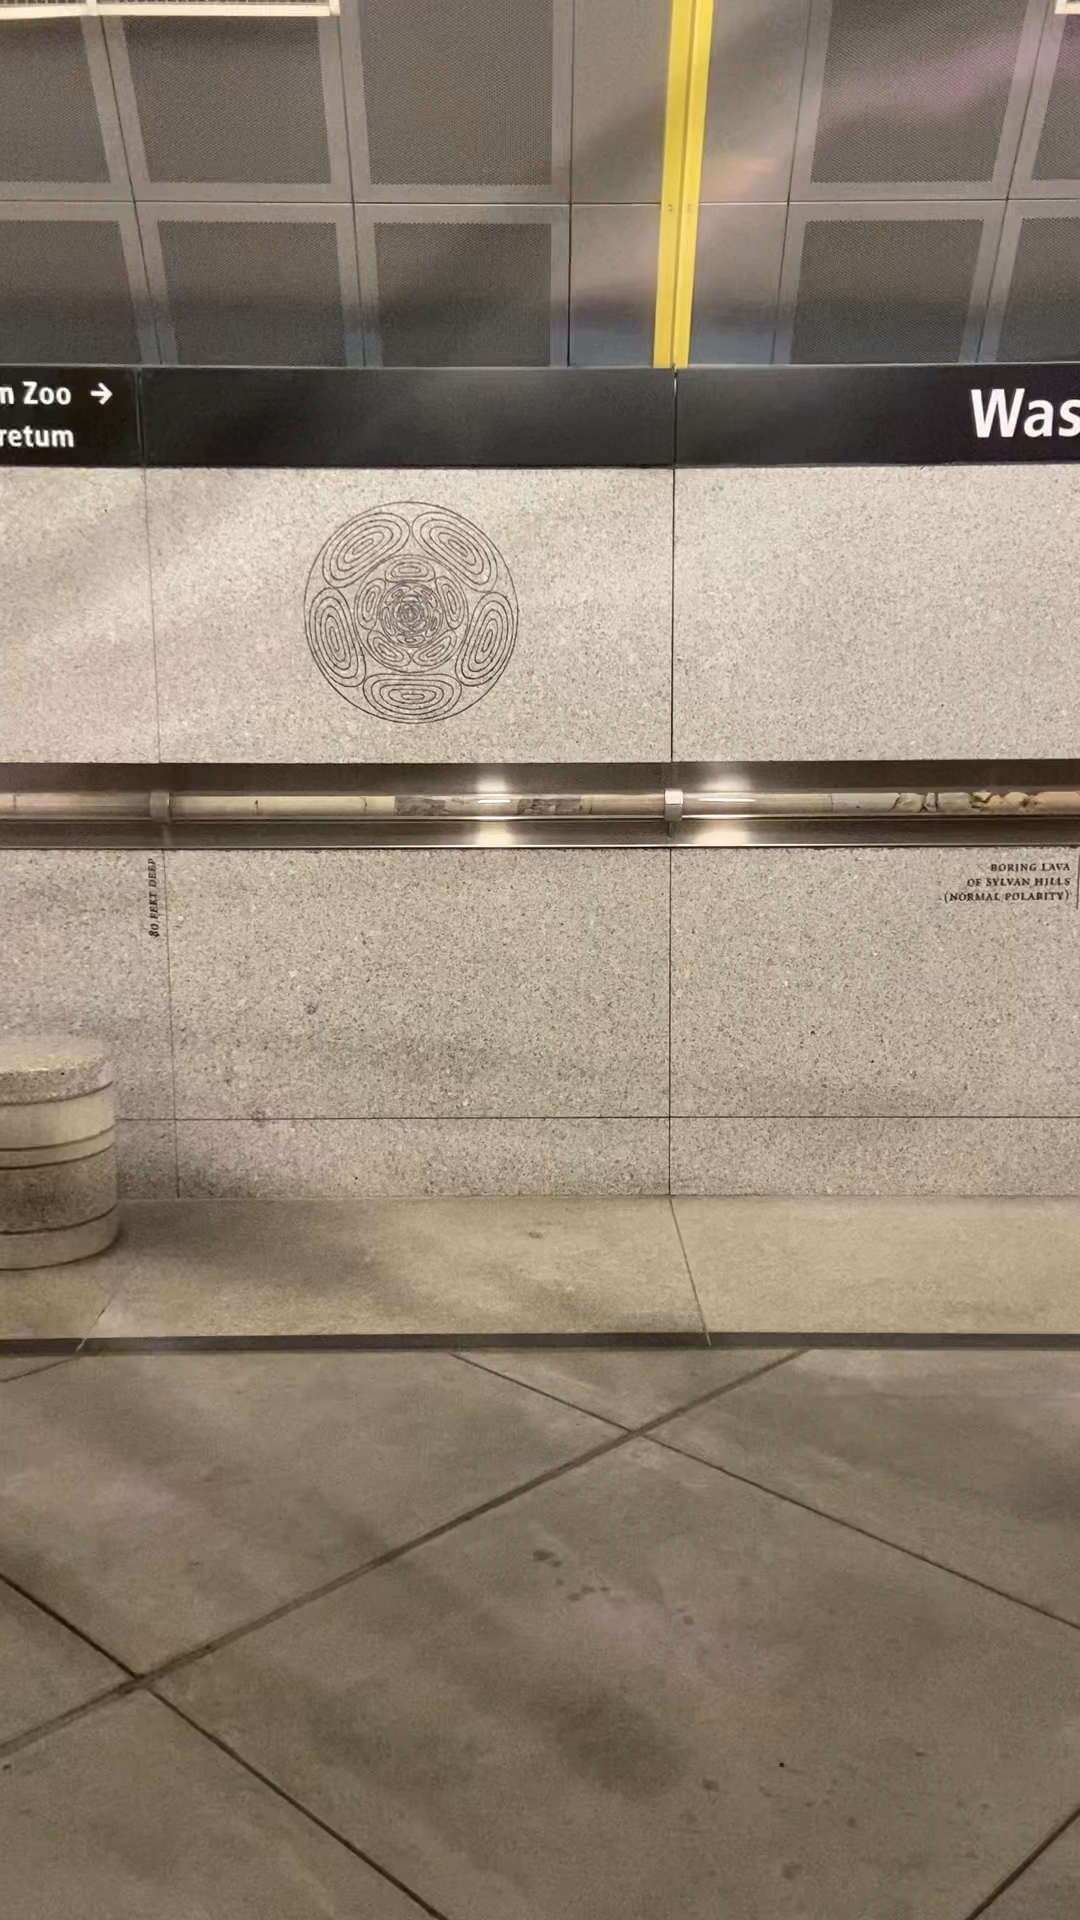 n Zoo →
retum
Was
80 FEET DEEP
BORING LAVA
OF SYLVAN HILLS
(NORMAL POLARITY)